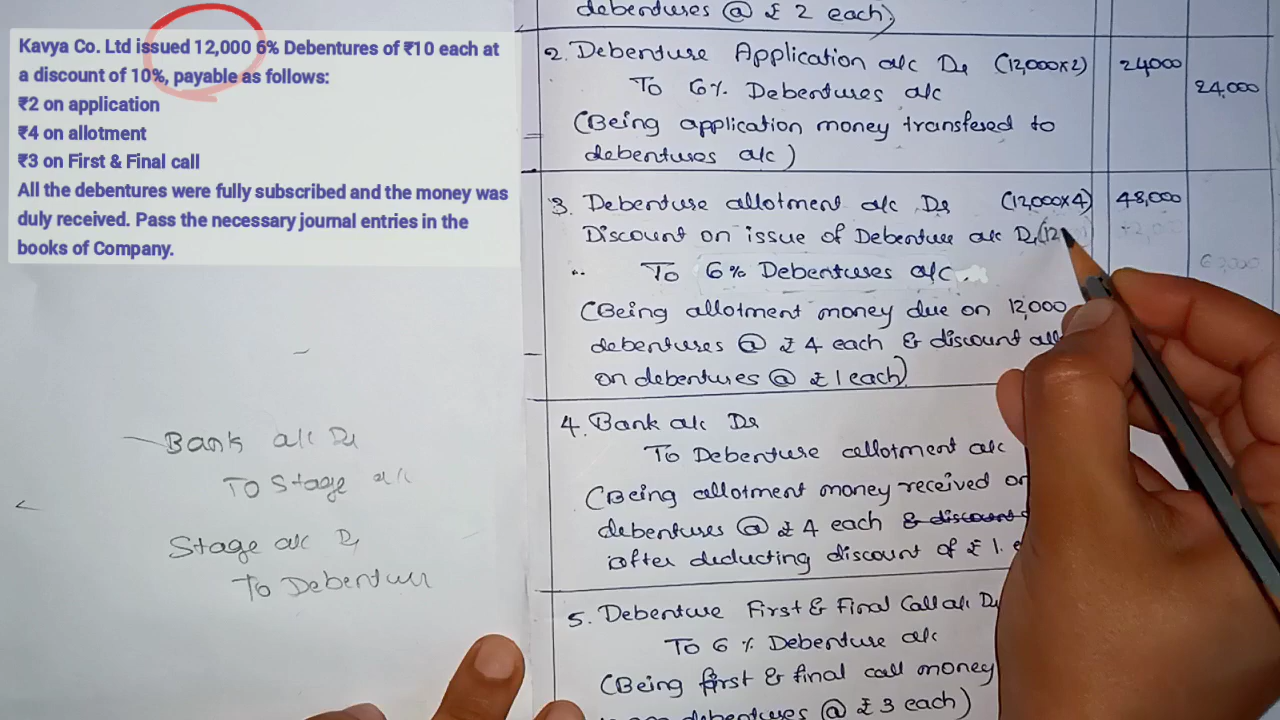 Kavya Co. Ltd issued 12,000 6% Debentures of ₹10 each at
a discount of 10%, payable as follows:
₹2 on application
₹4 on allotment
₹3 on First & Final call
All the debentures were fully subscribed and the money was
duly received. Pass the necessary journal entries in the
books of Company.
Bank a/c Dr
To Stage a/c
Stage a/c Dr
To Debenture
debentures @ ₹ 2 each)
2. Debenture Application a/c Dr (12,000×2) 24000
To 6% Debentures a/c 24,000
(Being application money transfered to
debentures a/c)
3. Debenture allotment a/c Dr (12,000×4) 48,000
Discount on issue of Debenture a/c Dr (12
To 6% Debentures a/c
(Being allotment money due on 12,000
debentures @ ₹ 4 each & discount
on debentures @ ₹ 1 each)
4. Bank a/c Dr
To Debenture allotment a/c
(Being allotment money received on
debentures @ ₹ 4 each & discount
after deducting discount of ₹ 1.
5. Debenture First & Final Call a/c Dr
To 6 % Debenture a/c
(Being first & final call money
debentures @ ₹ 3 each)